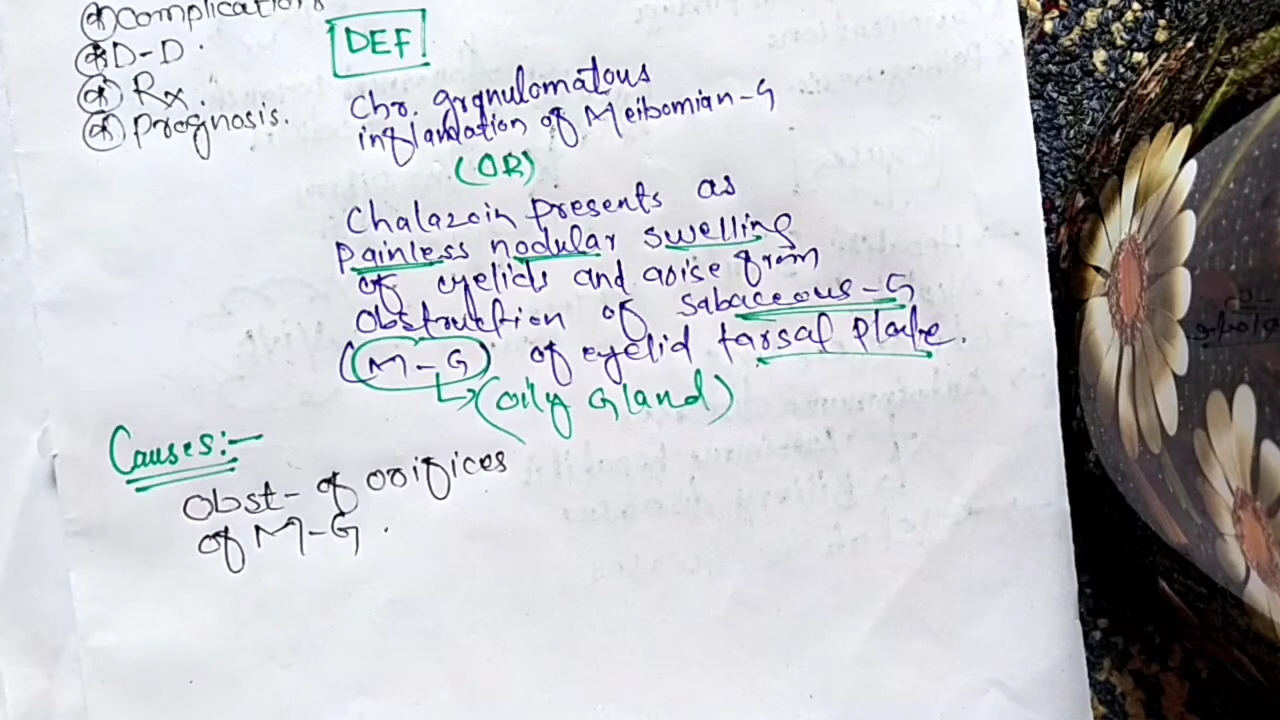 * Complications
* D-D.
* Rx.
* Prognosis.
DEF
Chr. granulomatous
inflamation of Meibomian-G
(OR)
Chalazoin presents as
painless nodular swelling
of eyelids and arise from
obstruction of sabaceous-G
(M-G) of eyelid tarsal plate.
↳(oily Gland)
Causes:-
Obst- of orifices
of M-G.